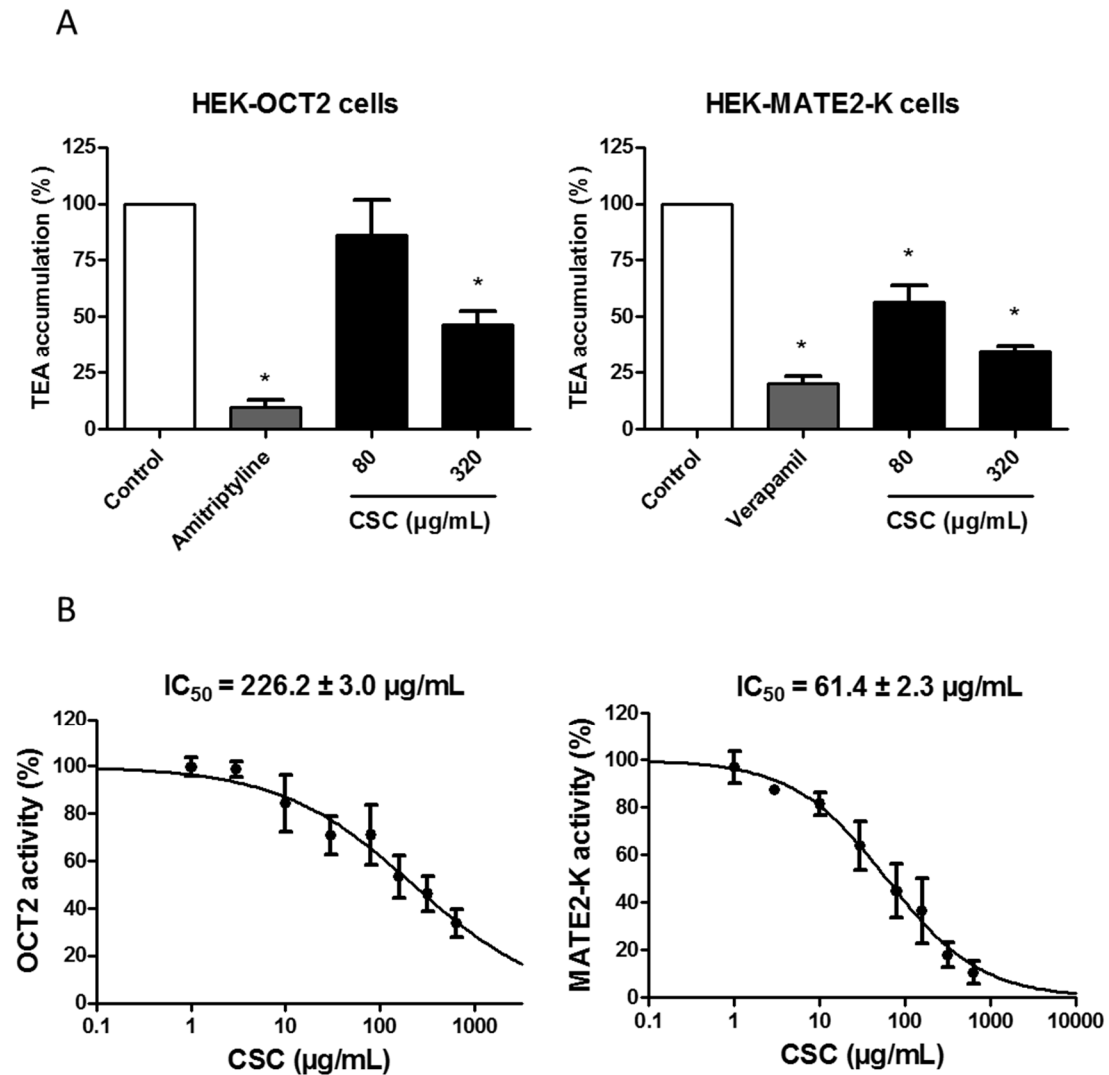 A
HEK-OCT2 cells
TEA accumulation (%)
125
100
75
50
25
0
*
*
Control
Amitriptyline
80
320
CSC (µg/mL)
HEK-MATE2-K cells
TEA accumulation (%)
125
100
75
50
25
0
*
*
*
Control
Verapamil
80
320
CSC (µg/mL)
B
IC50 = 226.2 ± 3.0 µg/mL
OCT2 activity (%)
120
100
80
60
40
20
0
0.1 1 10 100 1000
CSC (µg/mL)
IC50 = 61.4 ± 2.3 µg/mL
MATE2-K activity (%)
120
100
80
60
40
20
0
0.1 1 10 100 1000 10000
CSC (µg/mL)